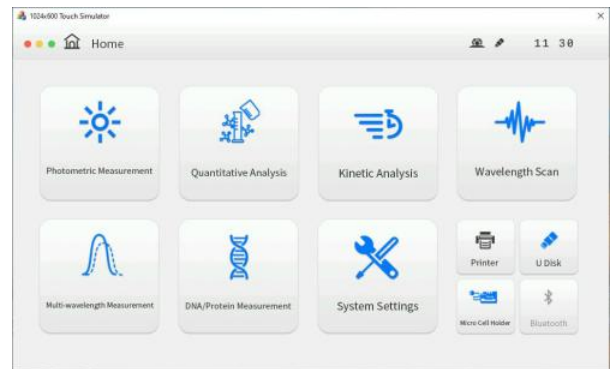 1024x600 Touch Simulator
Home
11 30
Photometric Measurement
Quantitative Analysis
Kinetic Analysis
Wavelength Scan
Printer
U Disk
Multi-wavelength Measurement
DNA/Protein Measurement
System Settings
Micro Cell Holder
Bluetooth